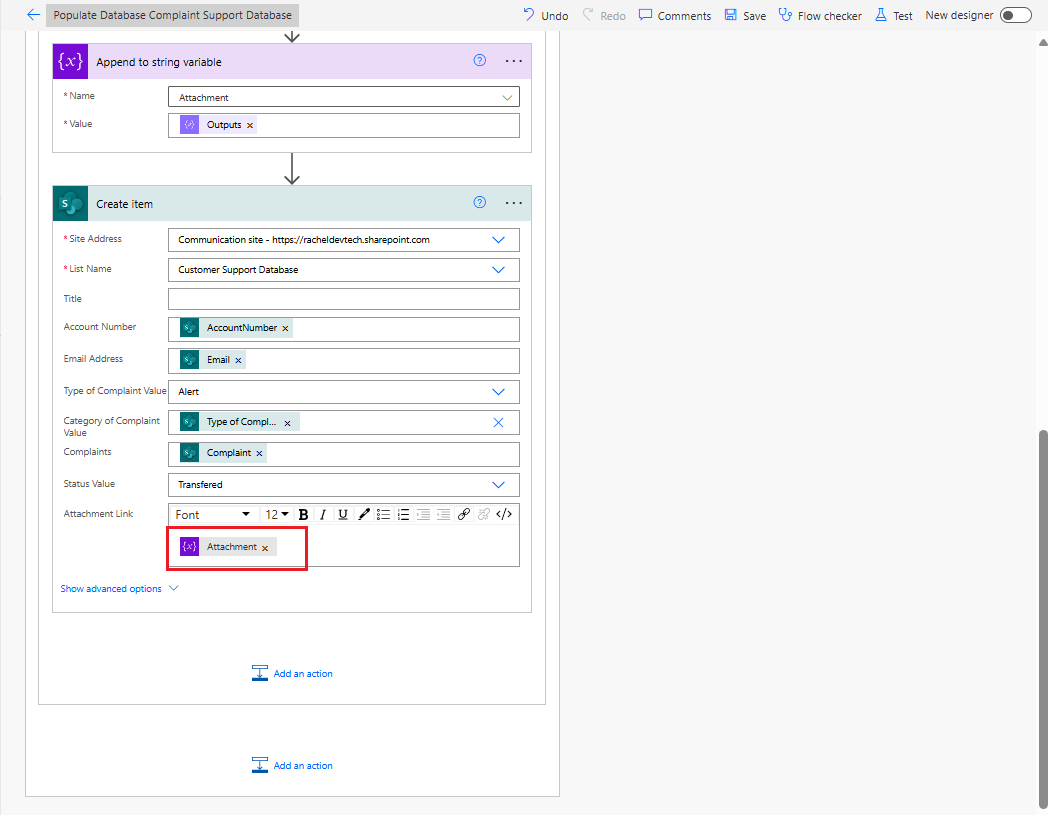 Populate Database Complaint Support Database
Undo Redo Comments Save Flow checker Test New designer
{x} Append to string variable ? ...
* Name Attachment
* Value Outputs ×
S Create item ? ...
* Site Address Communication site - https://racheldevtech.sharepoint.com
* List Name Customer Support Database
Title
Account Number AccountNumber ×
Email Address Email ×
Type of Complaint Value Alert
Category of Complaint Value Type of Compl... ×
Complaints Complaint ×
Status Value Transfered
Attachment Link Font 12 B I U </>
{x} Attachment ×
Show advanced options
Add an action
Add an action